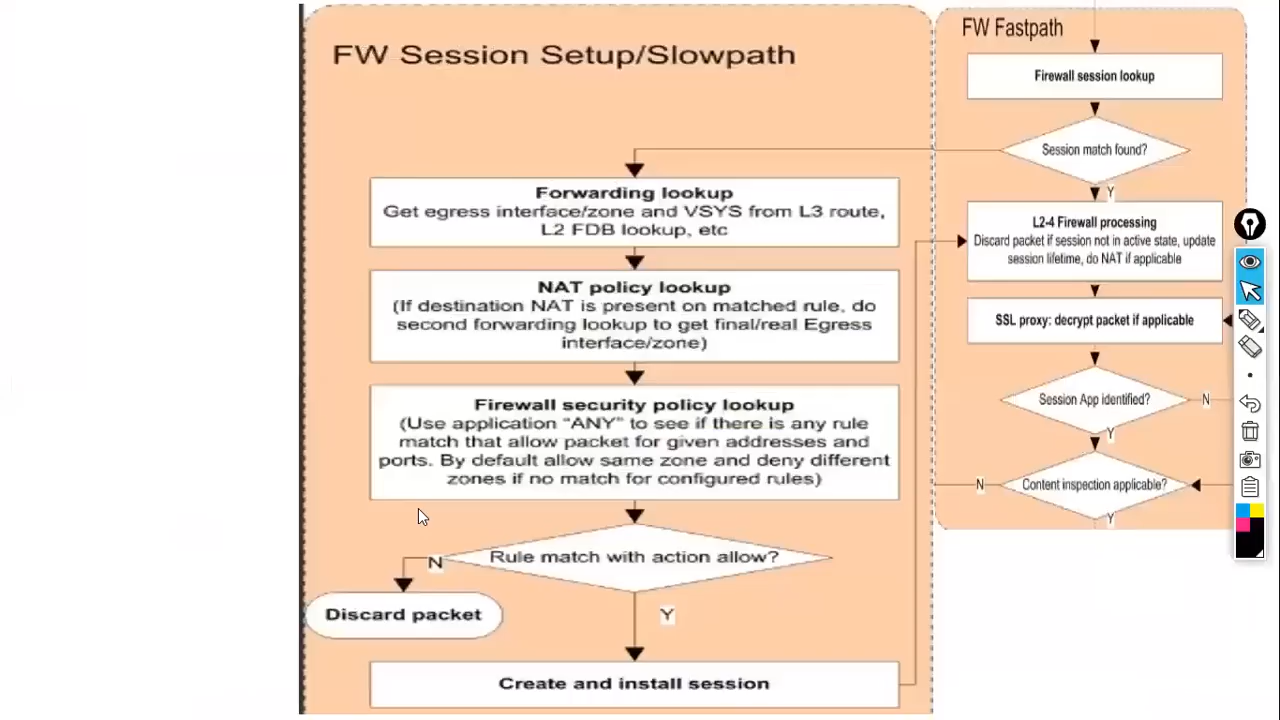 FW Session Setup/Slowpath
Forwarding lookup
Get egress interface/zone and VSYS from L3 route,
L2 FDB lookup, etc
NAT policy lookup
(If destination NAT is present on matched rule, do
second forwarding lookup to get final/real Egress
interface/zone)
Firewall security policy lookup
(Use application “ANY” to see if there is any rule
match that allow packet for given addresses and
ports. By default allow same zone and deny different
zones if no match for configured rules)
Rule match with action allow?
N
Discard packet
Y
Create and install session
FW Fastpath
Firewall session lookup
Session match found?
Y
L2-4 Firewall processing
Discard packet if session not in active state, update
session lifetime, do NAT if applicable
SSL proxy: decrypt packet if applicable
Session App identified?
N
Y
Content inspection applicable?
N
Y